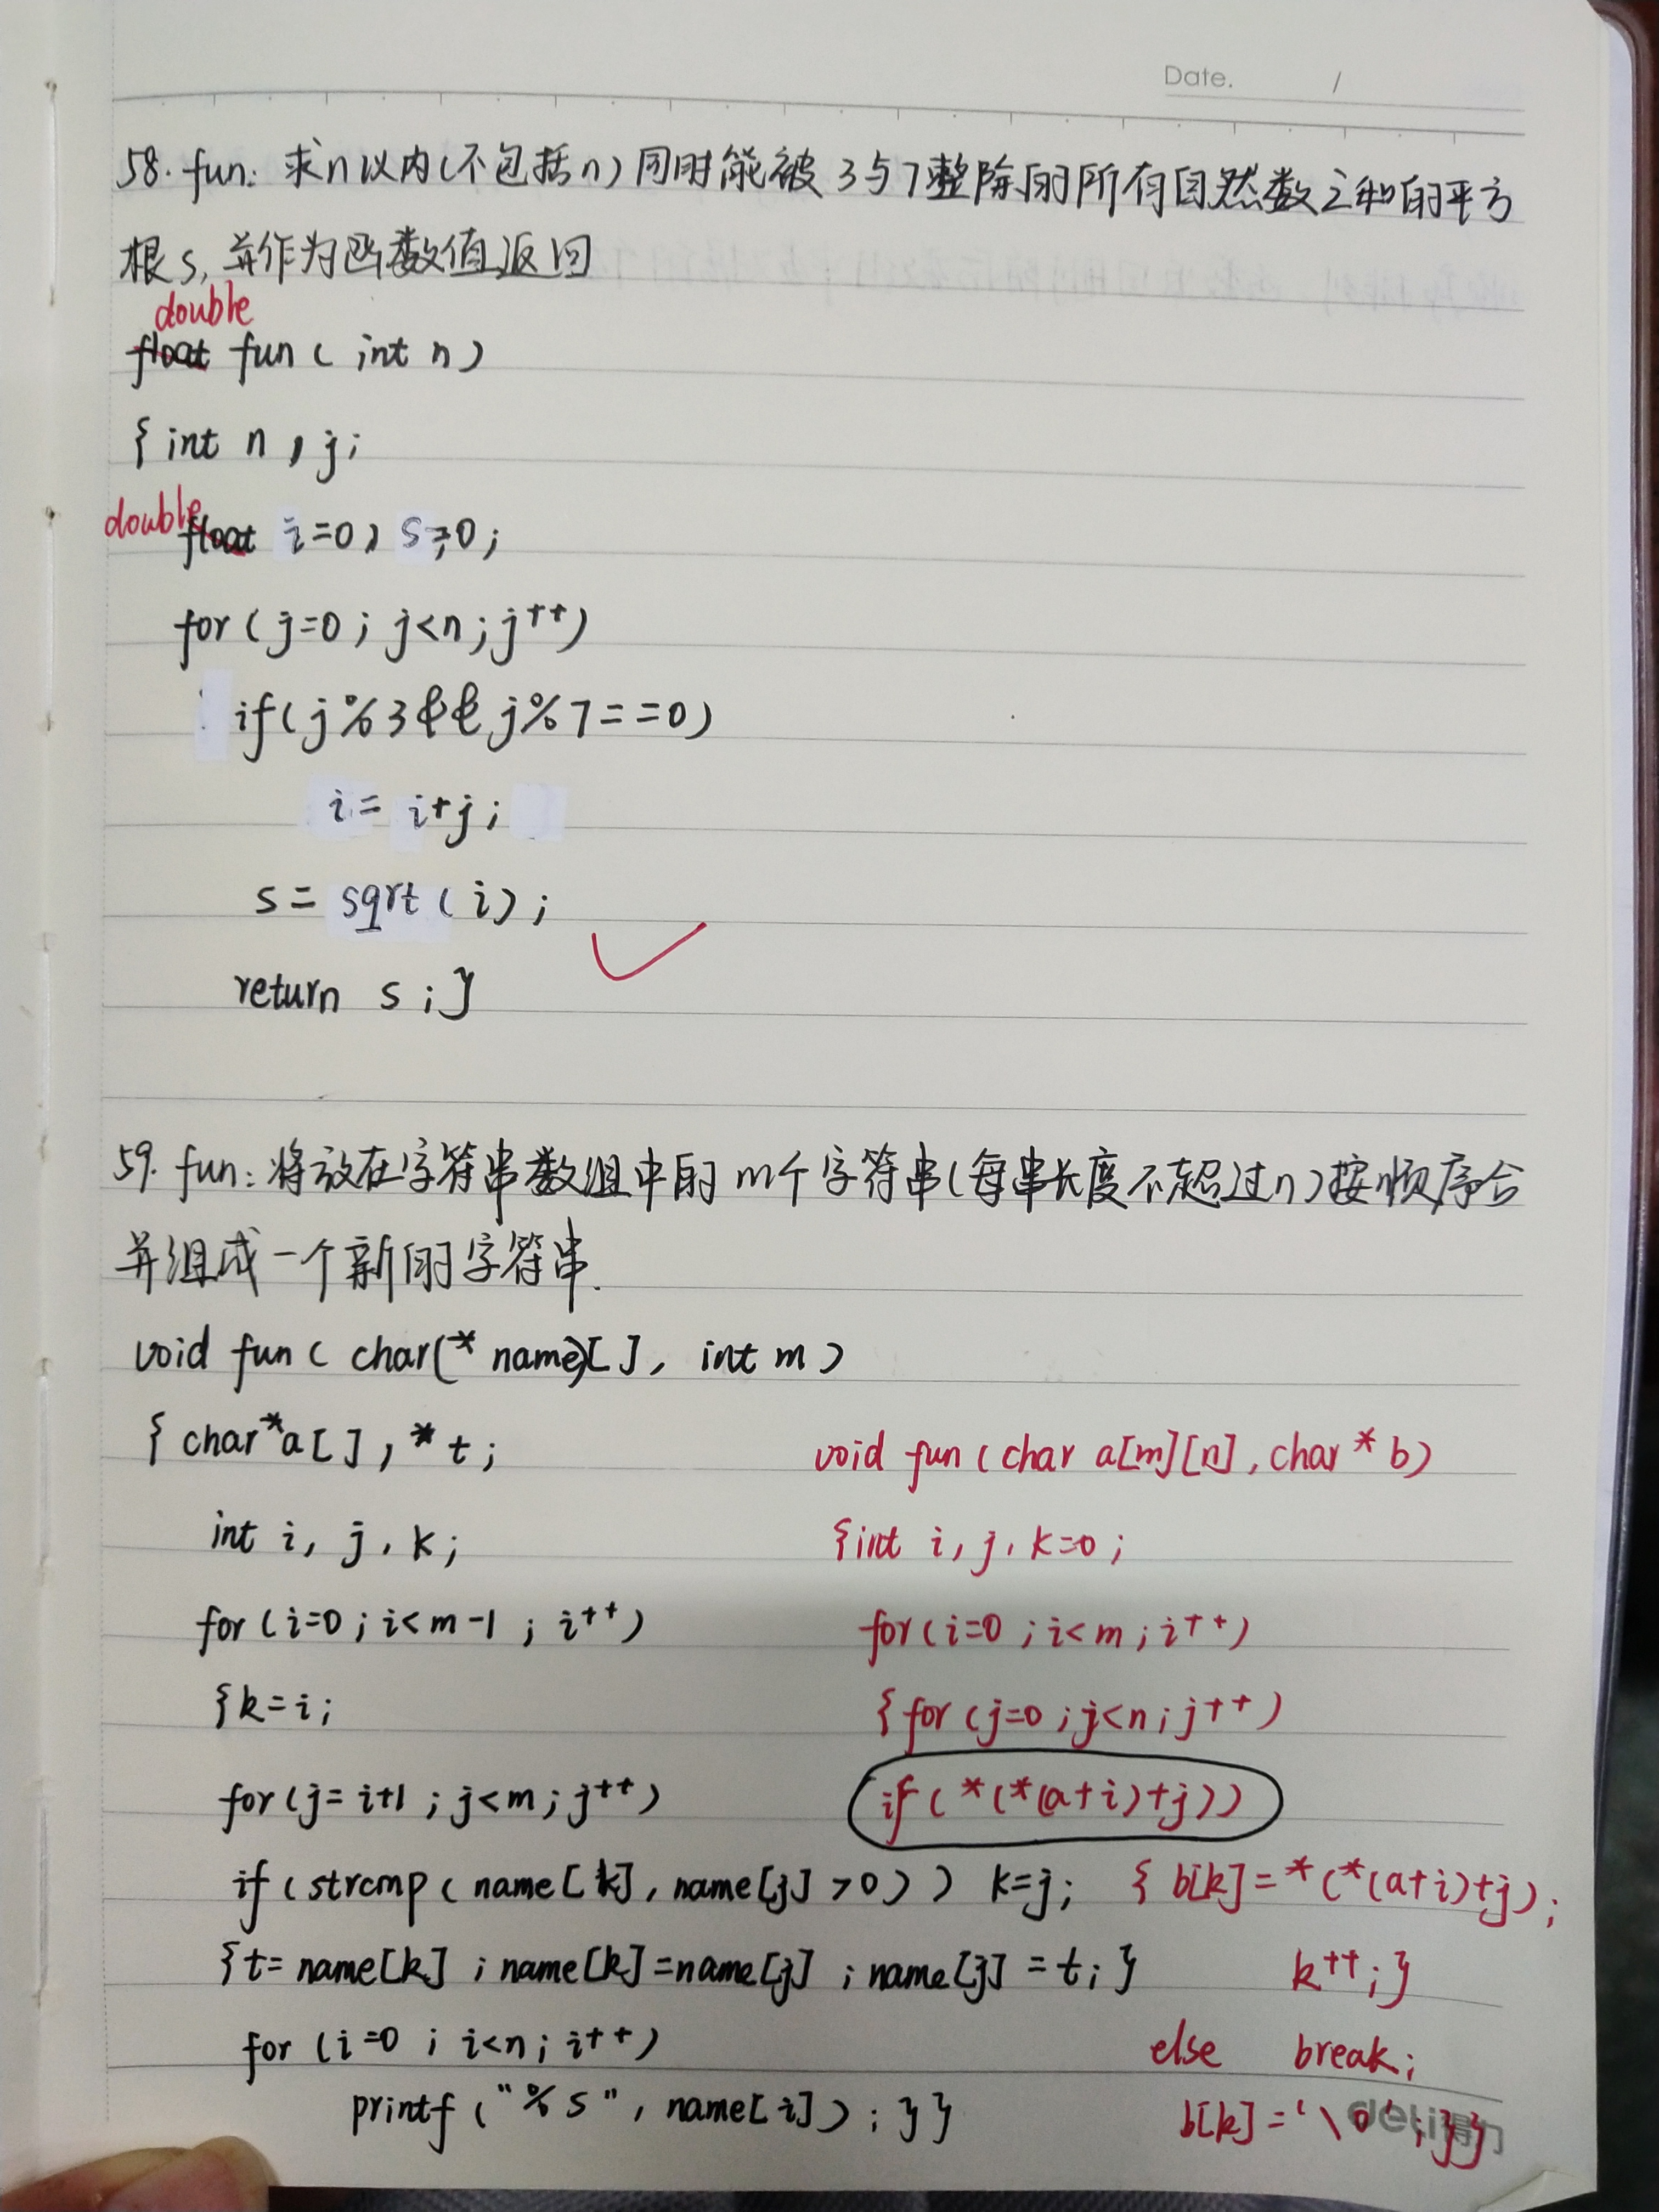 Date. /
58. fun: 求n以内(不包括n)同时能被3与7整除的所有自然数之和的平方
根s, 并作为函数值返回
double
float fun ( int n )
{ int n , j;
double float i=0, s=0;
for ( j=0 ; j<n ; j++ )
if ( j%3 && j%7==0 )
i= i+j;
s= sqrt ( i ) ;
return s ; }
59. fun: 将放在字符串数组中的m个字符串(每串长度不超过n)按顺序合
并组成一个新的字符串.
void fun ( char(* name)[ ], int m )
{ char*a[ ] , * t ;
void fun ( char a[m][n] , char * b )
int i, j, k ;
{int i, j, k=0 ;
for ( i=0 ; i< m-1 ; i++ )
for ( i=0 ; i< m ; i++ )
{ k=i ;
{ for ( j=0 ; j<n ; j++ )
for ( j= i+1 ; j<m ; j++ )
if ( *(*(a+i)+j) )
if ( strcmp ( name[k] , name[j] >0 ) ) k=j;
{ b[k]=*(*(a+i)+j) ;
{ t= name[k] ; name[k]=name[j] ; name[j] = t ; }
k++ ; }
for ( i=0 ; i<n ; i++ )
else break ;
printf ( "%s" , name[i] ) ; } }
b[k]='\0' ; } }
deli得力